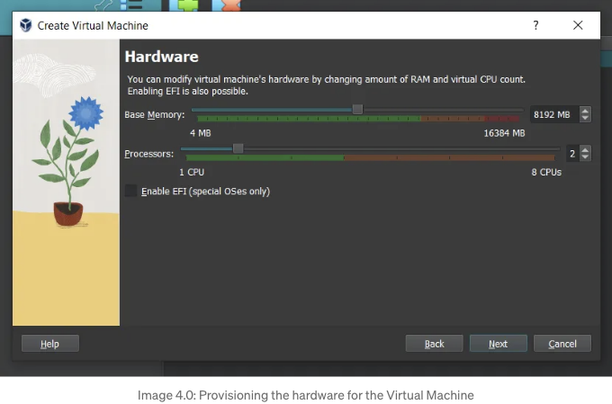 Create Virtual Machine
?
Hardware
You can modify virtual machine's hardware by changing amount of RAM and virtual CPU count.
Enabling EFI is also possible.
Base Memory:
8192 MB
4 MB
16384 MB
Processors:
2
1 CPU
8 CPUs
Enable EFI (special OSes only)
Help
Back
Next
Cancel
Image 4.0: Provisioning the hardware for the Virtual Machine